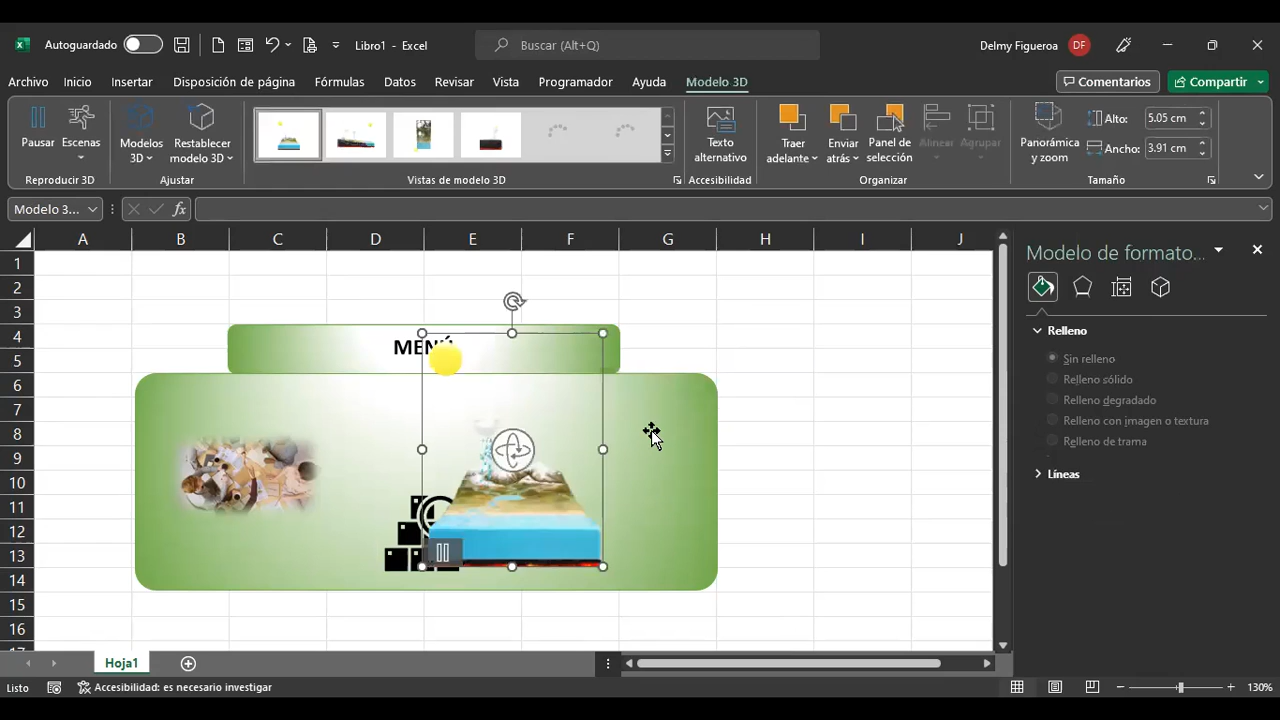 Autoguardado
Libro1 - Excel
Buscar (Alt+Q)
Delmy Figueroa
DF
Archivo Inicio Insertar Disposición de página Fórmulas Datos Revisar Vista Programador Ayuda Modelo 3D
Comentarios
Compartir
Pausar
Escenas
Reproducir 3D
Modelos 3D
Restablecer modelo 3D
Ajustar
Vistas de modelo 3D
Texto alternativo
Accesibilidad
Traer adelante
Enviar atrás
Panel de selección
Alinear
Agrupar
Organizar
Panorámica y zoom
Alto: 5.05 cm
Ancho: 3.91 cm
Tamaño
Modelo 3...
fx
A B C D E F G H I J
1
2
3
4
5
6
7
8
9
10
11
12
13
14
15
16
MENÚ
Modelo de formato...
Relleno
Sin relleno
Relleno sólido
Relleno degradado
Relleno con imagen o textura
Relleno de trama
Líneas
Hoja1
Listo
Accesibilidad: es necesario investigar
130%